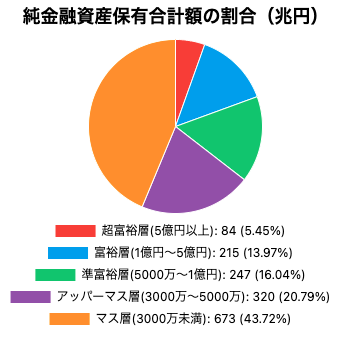 純金融資産保有合計額の割合（兆円）
超富裕層(5億円以上): 84 (5.45%)
富裕層(1億円〜5億円): 215 (13.97%)
準富裕層(5000万〜1億円): 247 (16.04%)
アッパーマス層(3000万〜5000万): 320 (20.79%)
マス層(3000万未満): 673 (43.72%)